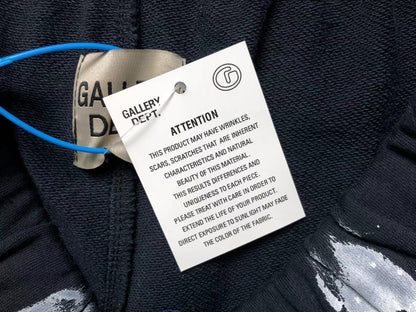 GALLERY
DE
GALLERY
DEPT.
G
ATTENTION
THIS PRODUCT MAY HAVE WRINKLES,
SCARS, SCRATCHES THAT ARE INHERENT
CHARACTERISTICS AND NATURAL
BEAUTY OF THIS MATERIAL.
THIS RESULTS DIFFERENCES AND
UNIQUENESS TO EACH PIECE.
PLEASE TREAT WITH CARE IN ORDER TO
EXTEND THE LIFE OF YOUR PRODUCT.
DIRECT EXPOSURE TO SUNLIGHT MAY FADE
THE COLOR OF THE FABRIC.